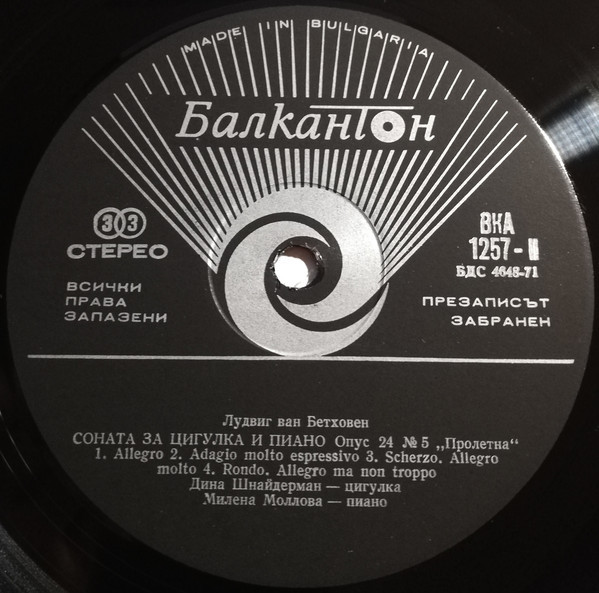 MADE IN BULGARIA
Балкантон
33
СТЕРЕО
ВКА
1257-II
БДС 4648-71
ВСИЧКИ
ПРАВА
ЗАПАЗЕНИ
ПРЕЗАПИСЪТ
ЗАБРАНЕН
Лудвиг ван Бетховен
СОНАТА ЗА ЦИГУЛКА И ПИАНО Опус 24 №5 „Пролетна“
1. Allegro 2. Adagio molto espressivo 3. Scherzo. Allegro
molto 4. Rondo. Allegro ma non troppo
Дина Шнайдерман — цигулка
Милена Моллова — пиано